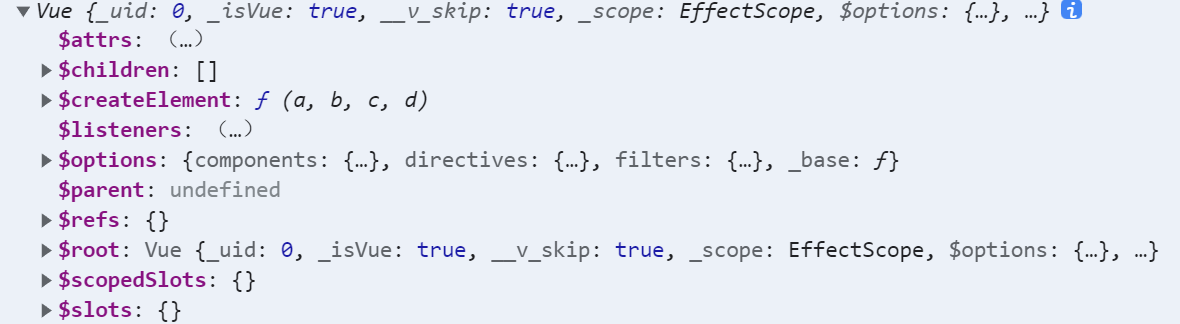 ▼Vue {_uid: 0, _isVue: true, __v_skip: true, _scope: EffectScope, $options: {…}, …} i
$attrs: （…）
▶$children: []
▶$createElement: ƒ (a, b, c, d)
$listeners: （…）
▶$options: {components: {…}, directives: {…}, filters: {…}, _base: ƒ}
$parent: undefined
▶$refs: {}
▶$root: Vue {_uid: 0, _isVue: true, __v_skip: true, _scope: EffectScope, $options: {…}, …}
▶$scopedSlots: {}
▶$slots: {}